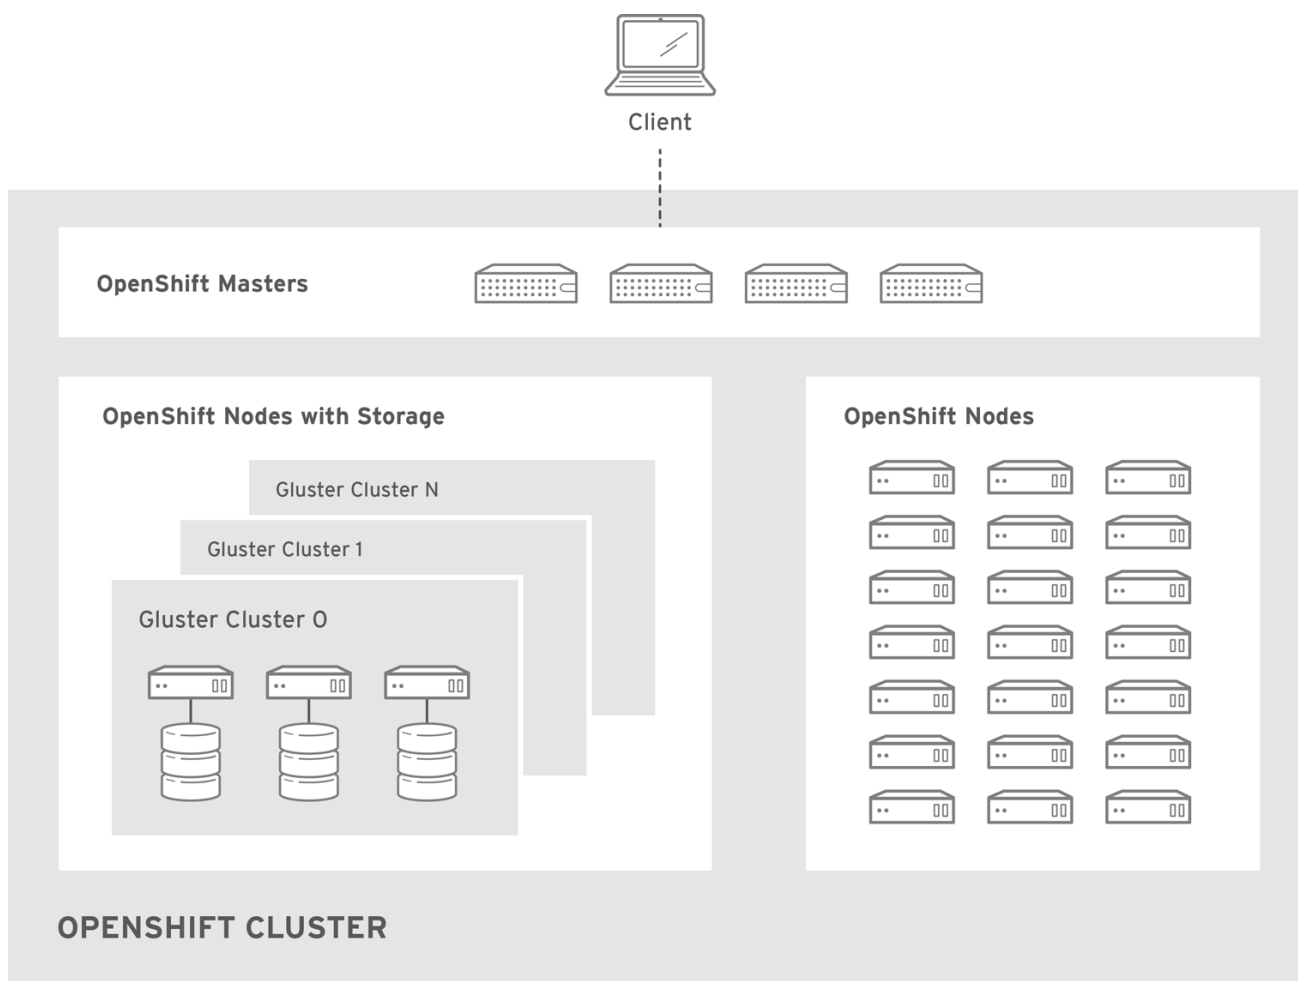 Client
OpenShift Masters
OpenShift Nodes with Storage
Gluster Cluster N
Gluster Cluster 1
Gluster Cluster 0
OpenShift Nodes
OPENSHIFT CLUSTER